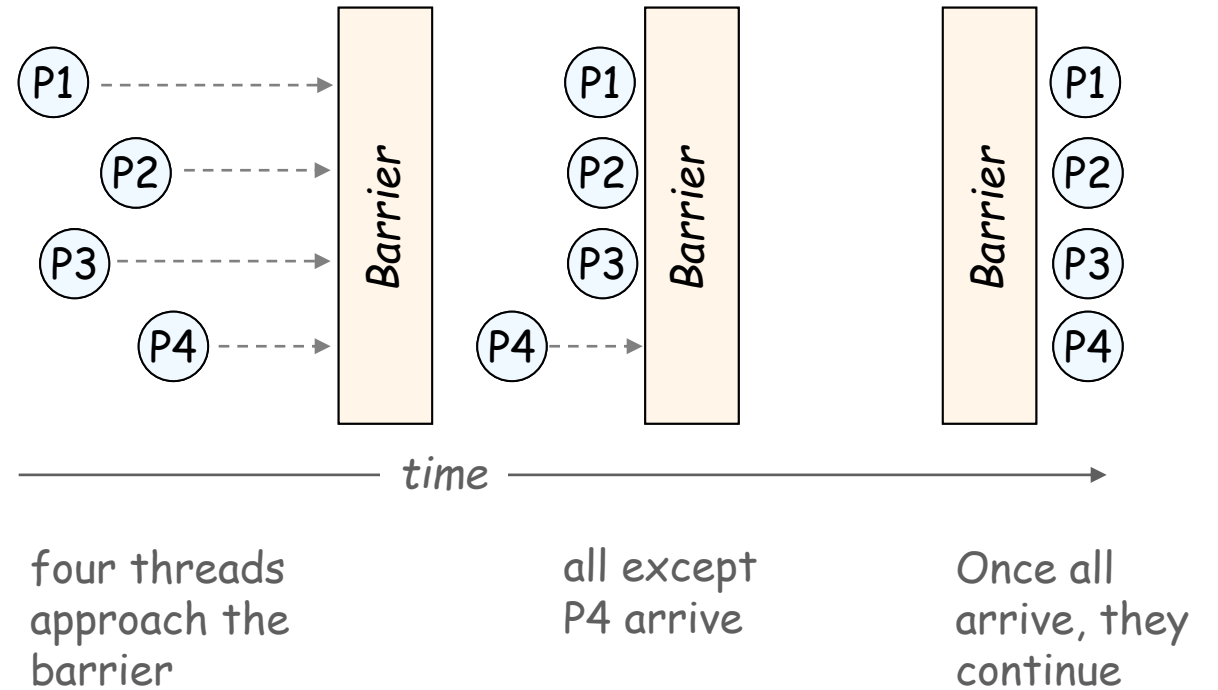 P1
P2
P3
P4
Barrier
P1
P2
P3
P4
Barrier
Barrier
P1
P2
P3
P4
time
four threads
approach the
barrier
all except
P4 arrive
Once all
arrive, they
continue